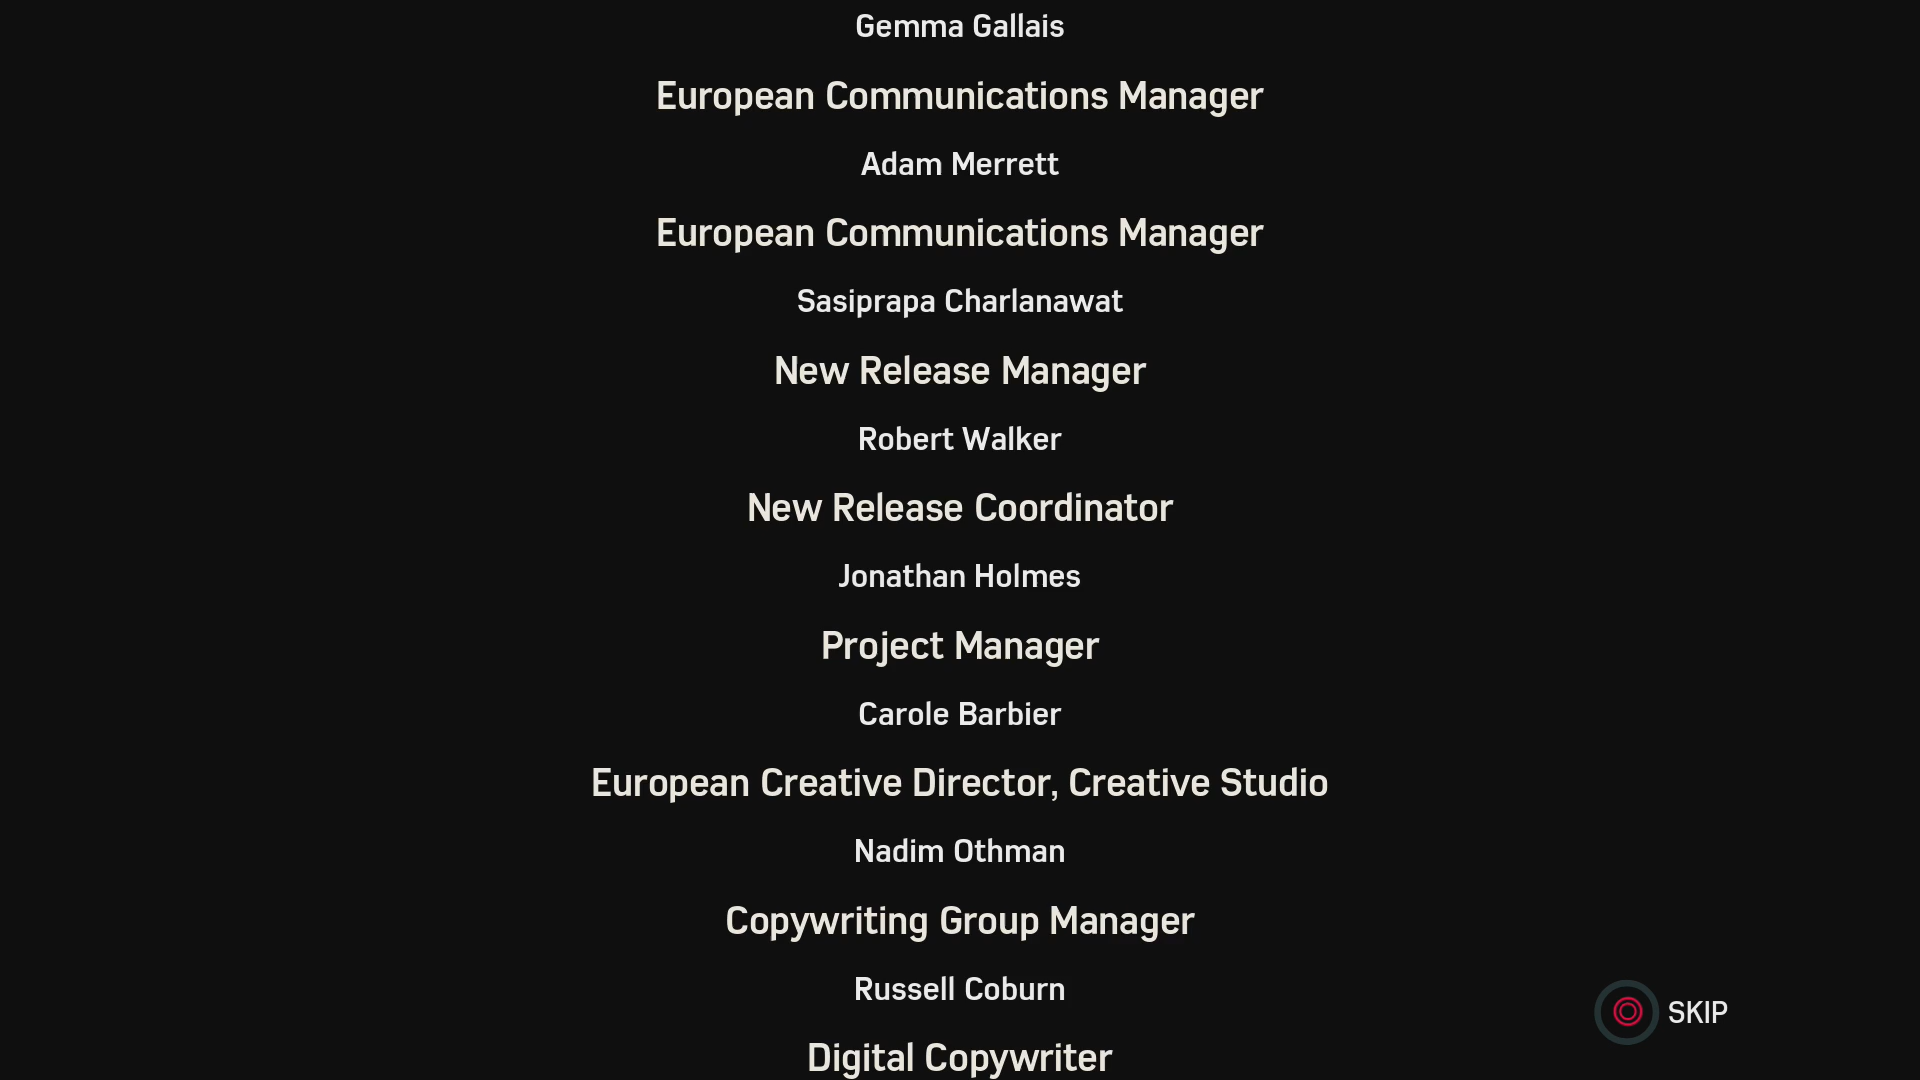 Gemma Gallais
European Communications Manager
Adam Merrett
European Communications Manager
Sasiprapa Charlanawat
New Release Manager
Robert Walker
New Release Coordinator
Jonathan Holmes
Project Manager
Carole Barbier
European Creative Director, Creative Studio
Nadim Othman
Copywriting Group Manager
Russell Coburn
SKIP
Digital Copywriter